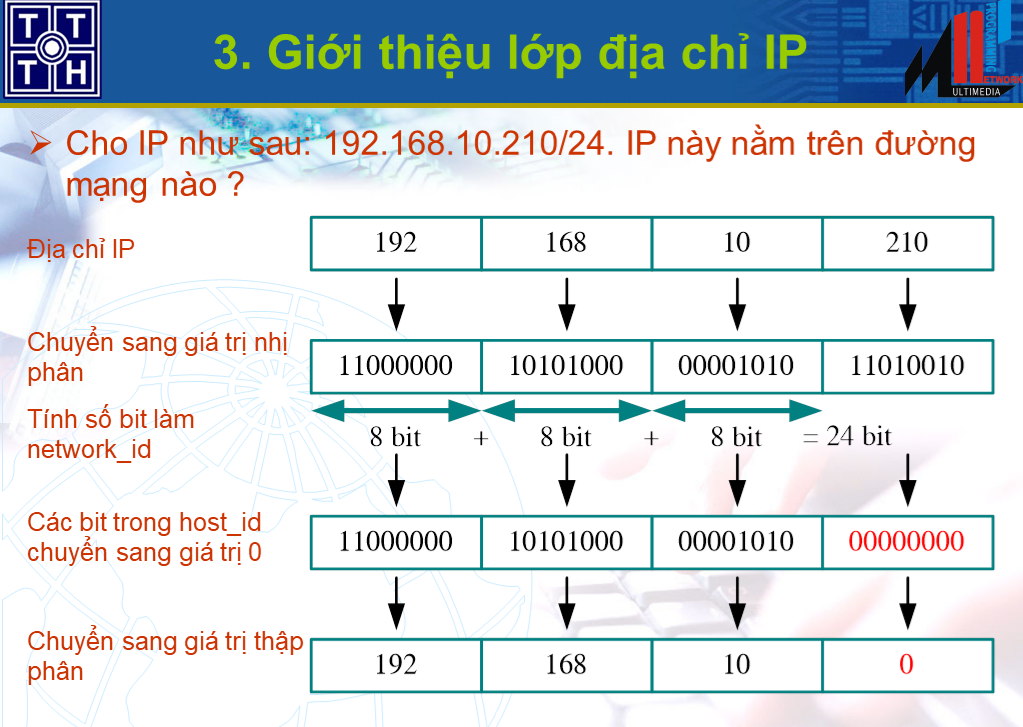 T T
T H
3. Giới thiệu lớp địa chỉ IP
PROGRAMMING
NETWORK
ULTIMEDIA
➢ Cho IP như sau: 192.168.10.210/24. IP này nằm trên đường
mạng nào ?
Địa chỉ IP
192 168 10 210
Chuyển sang giá trị nhị
phân
11000000 10101000 00001010 11010010
Tính số bit làm
network_id
8 bit + 8 bit + 8 bit = 24 bit
Các bit trong host_id
chuyển sang giá trị 0
11000000 10101000 00001010 00000000
Chuyển sang giá trị thập
phân
192 168 10 0